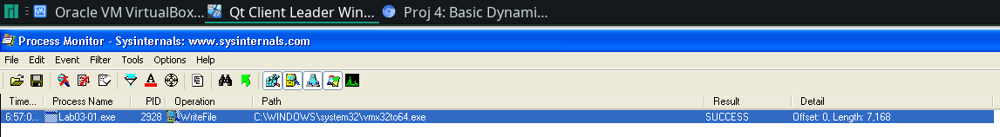 Oracle VM VirtualBox... Qt Client Leader Win... Proj 4: Basic Dynami...
Process Monitor - Sysinternals: www.sysinternals.com
File Edit Event Filter Tools Options Help
Time... Process Name PID Operation Path Result Detail
6:57:0... Lab03-01.exe 2928 WriteFile C:\WINDOWS\system32\vmx32to64.exe SUCCESS Offset: 0, Length: 7,168